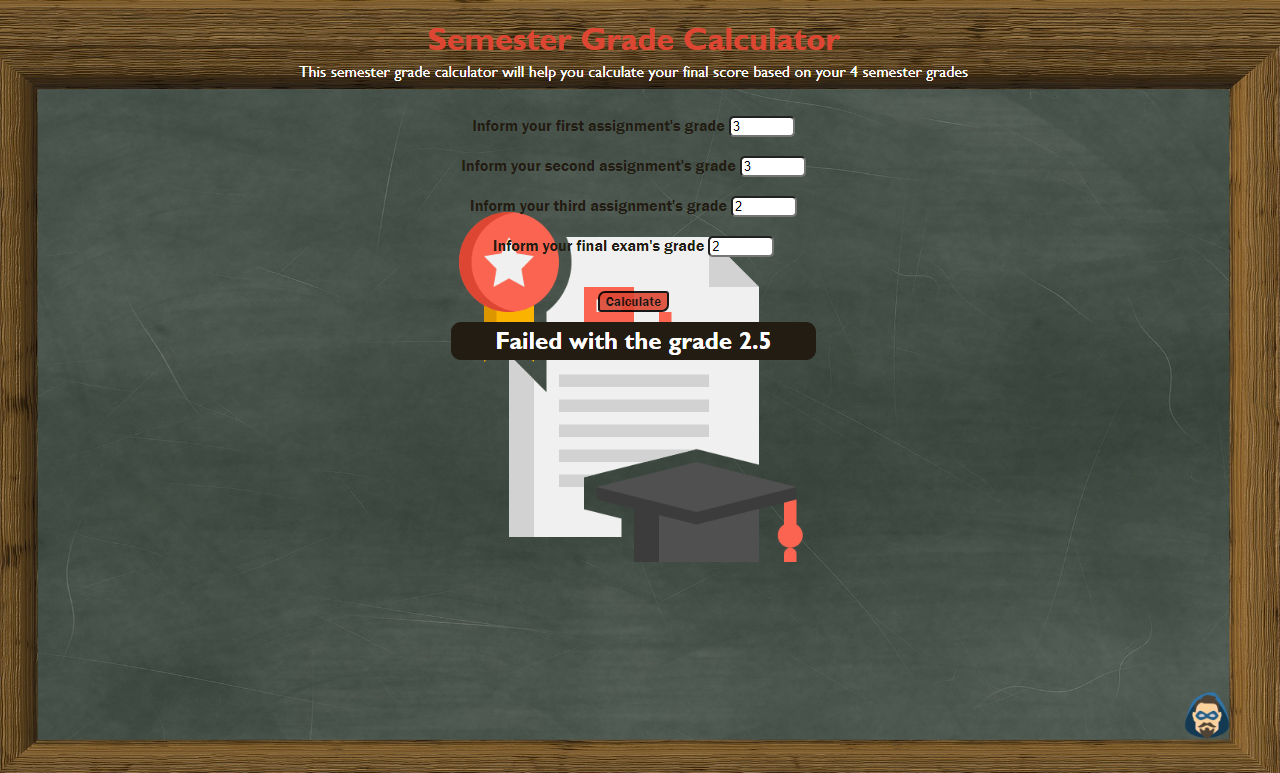 Semester Grade Calculator
This semester grade calculator will help you calculate your final score based on your 4 semester grades
Inform your first assignment's grade 3
Inform your second assignment's grade 3
Inform your third assignment's grade 2
Inform your final exam's grade 2
Calculate
Failed with the grade 2.5